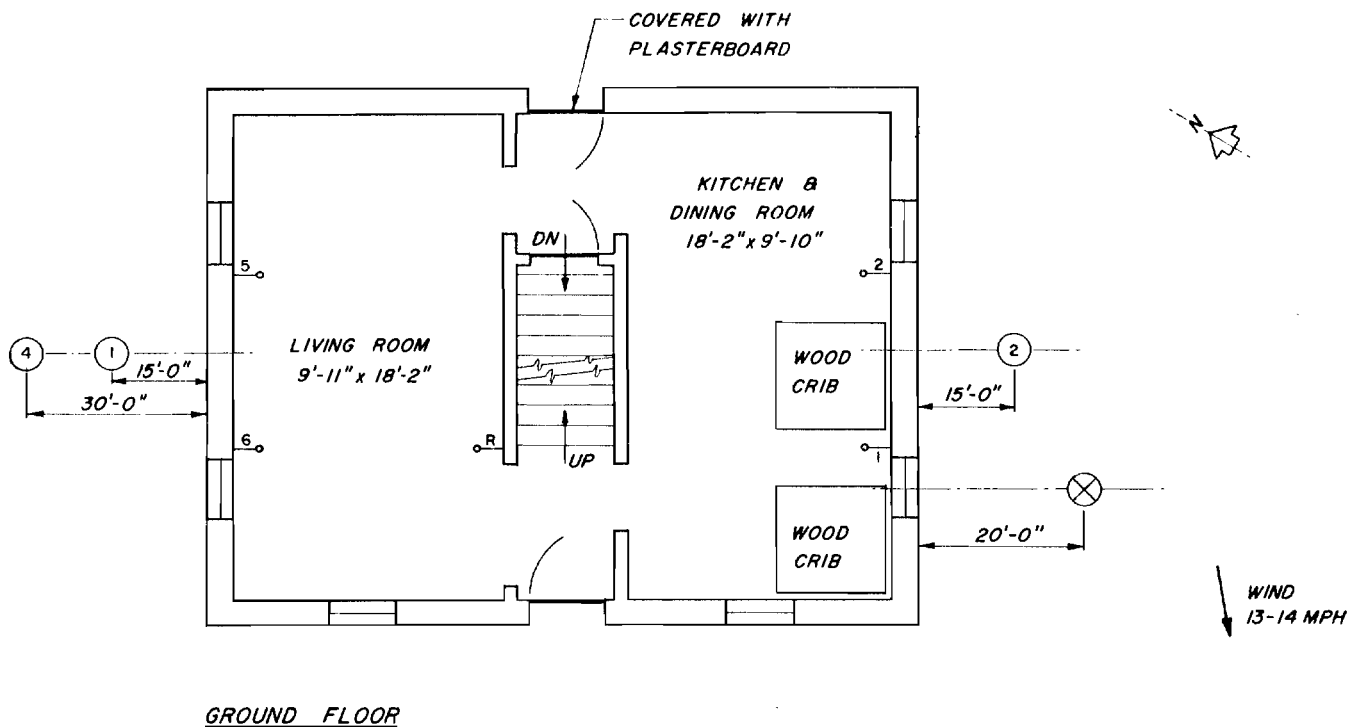 COVERED WITH
PLASTERBOARD
N
KITCHEN &
DINING ROOM
18'-2" x 9'-10"
DN
5
2
LIVING ROOM
9'-11" x 18'-2"
4
1
15'-0"
30'-0"
WOOD
CRIB
2
15'-0"
6
R
UP
1
WOOD
CRIB
20'-0"
WIND
13-14 MPH
GROUND FLOOR